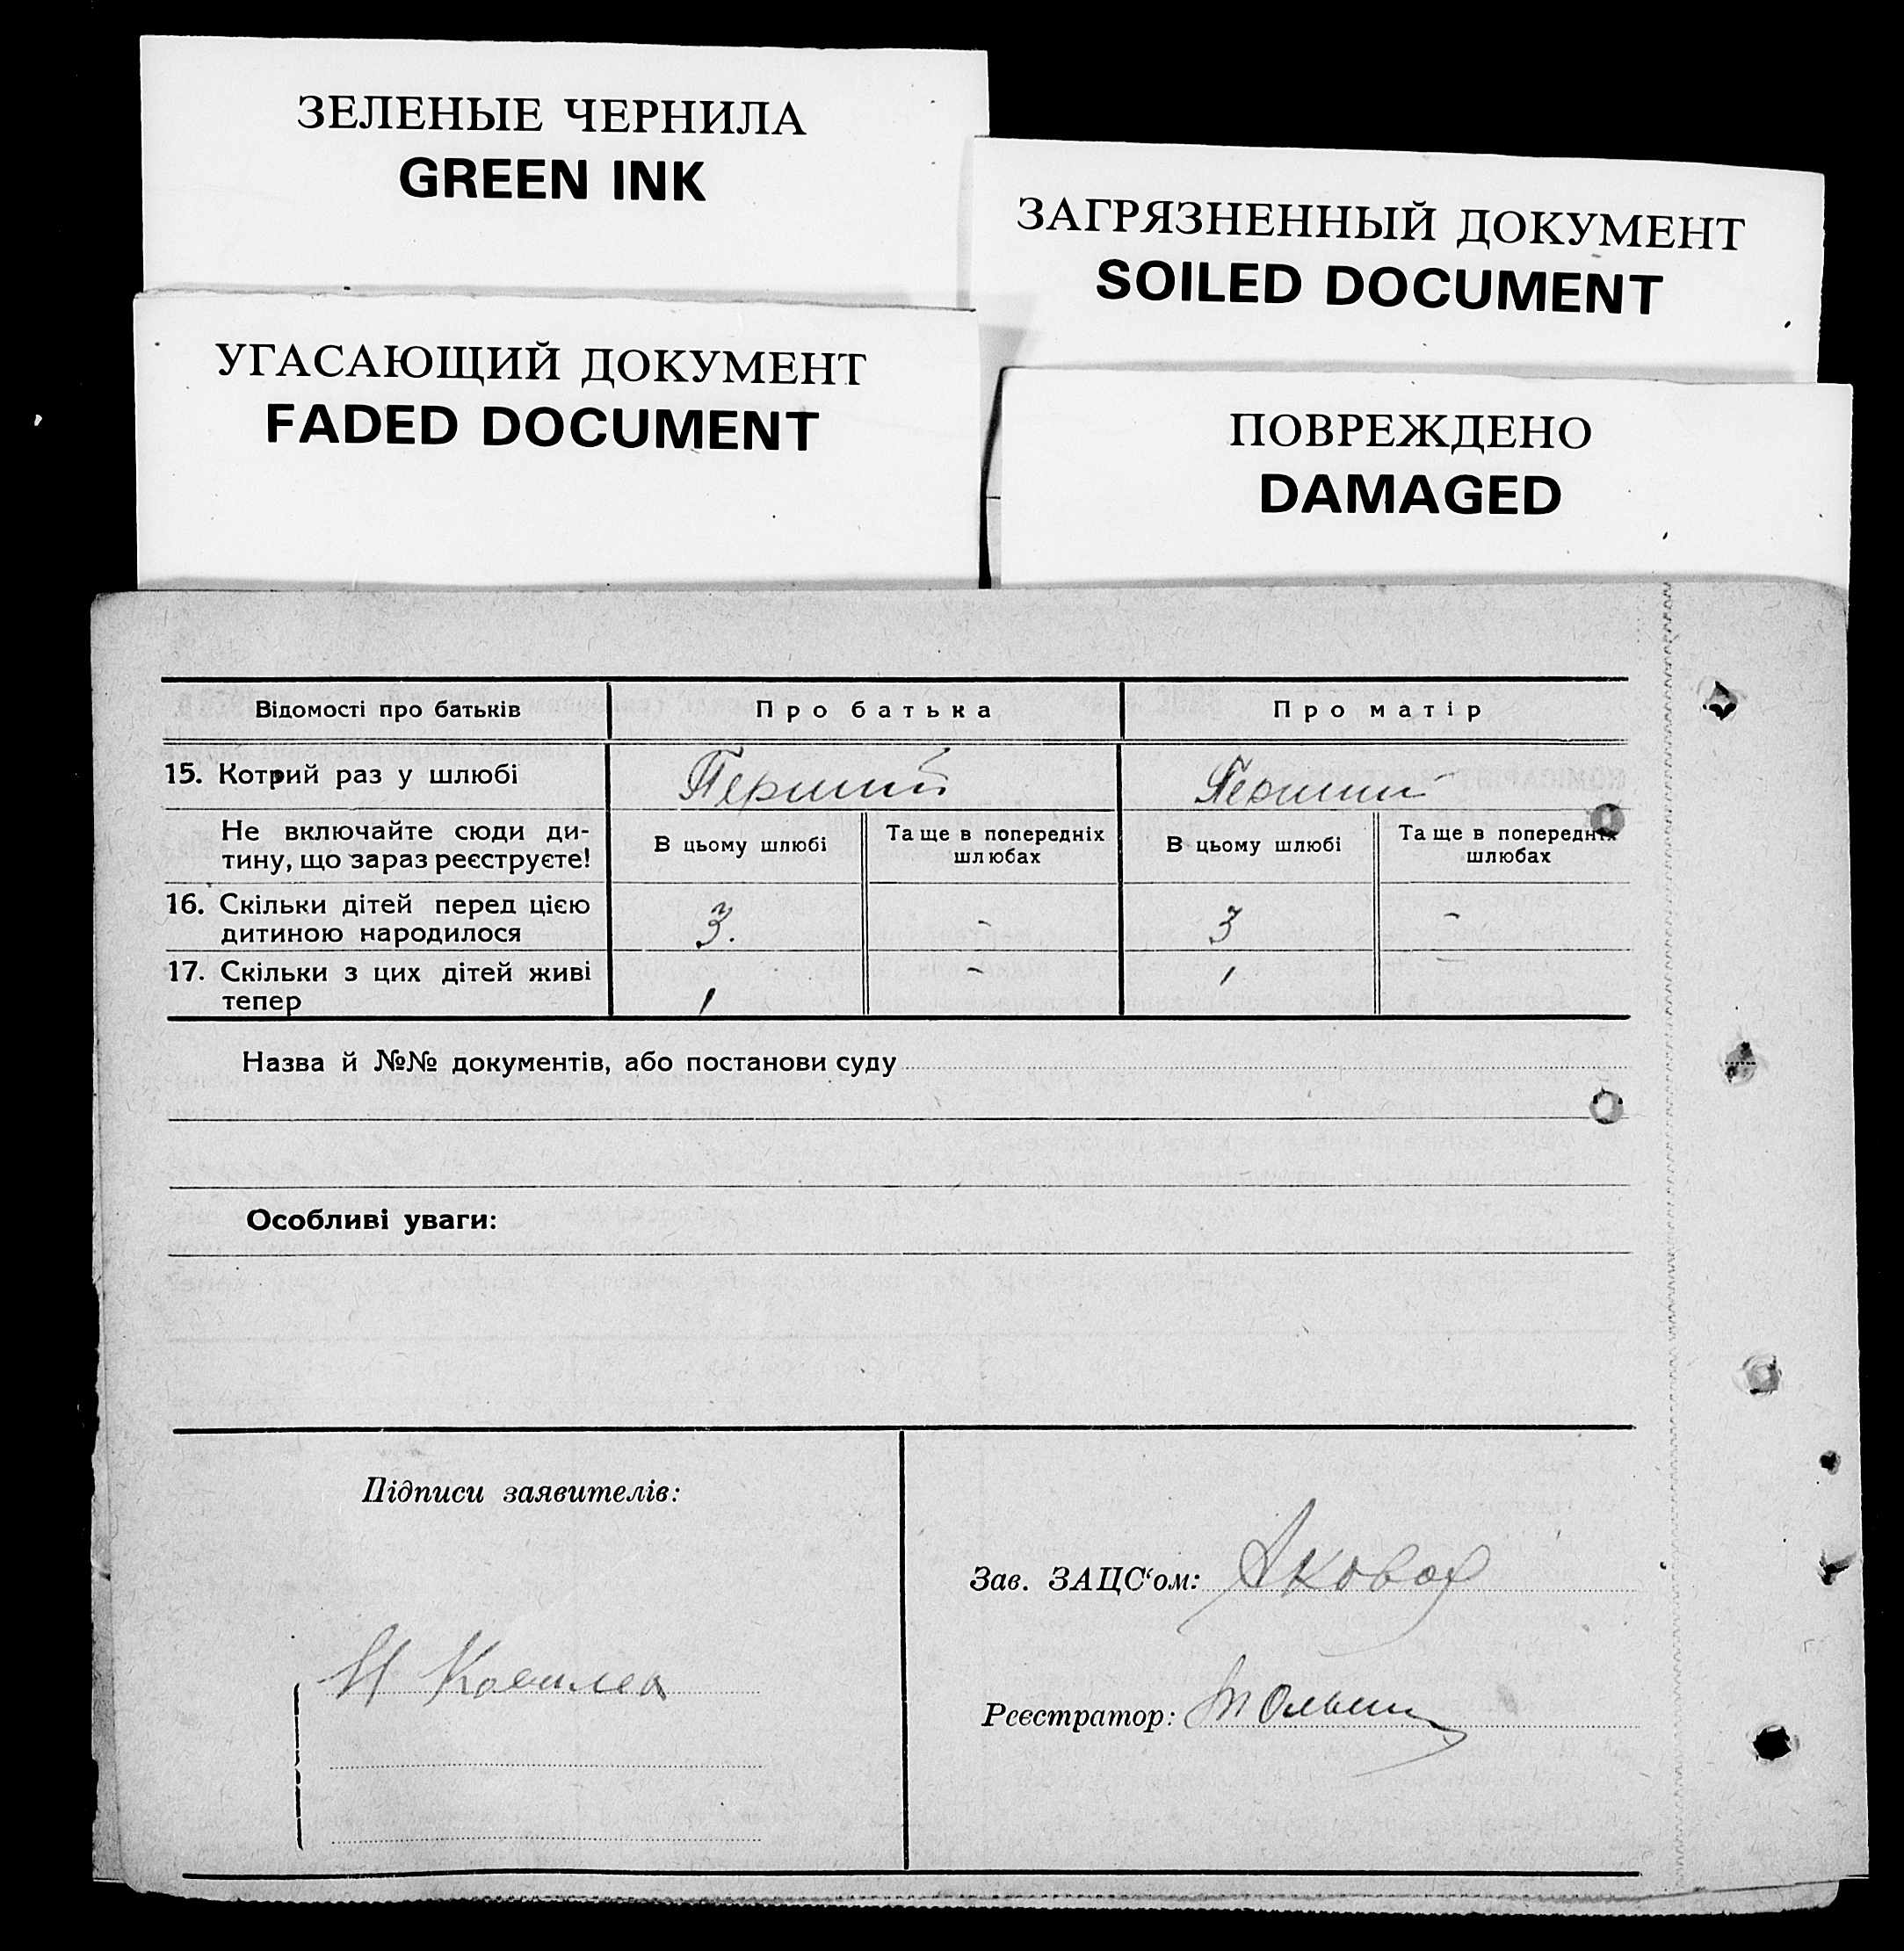 ЗЕЛЕНЫЕ ЧЕРНИЛА
GREEN INK
ЗАГРЯЗНЕННЫЙ ДОКУМЕНТ
SOILED DOCUMENT
УГАСАЮЩИЙ ДОКУМЕНТ
FADED DOCUMENT
ПОВРЕЖДЕНО
DAMAGED
Відомості про батьків Про батька Про матір
15. Котрий раз у шлюбі Перший Перший
Не включайте сюди ди-
тину, що зараз реєструєте!
В цьому шлюбі
Та ще в попередніх
шлюбах
В цьому шлюбі
Та ще в попередніх
шлюбах
16. Скільки дітей перед цією
дитиною народилося
3. - 3 -
17. Скільки з цих дітей живі
тепер
1 - 1 -
Назва й №№ документів, або постанови суду
Особливі уваги:
Підписи заявителів:
Зав. ЗАЦС‘ом:
Реєстратор: